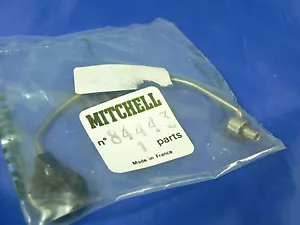 MITCHELL
n° 84443
1 parts
Made in France